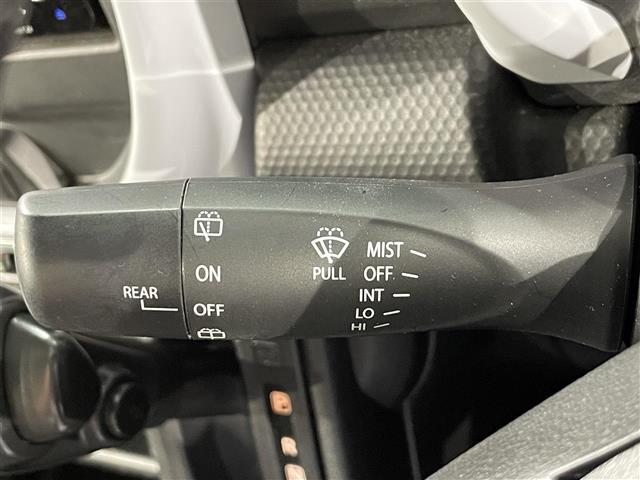 ON
REAR
OFF
PULL
MIST
OFF
INT
LO
HI
R